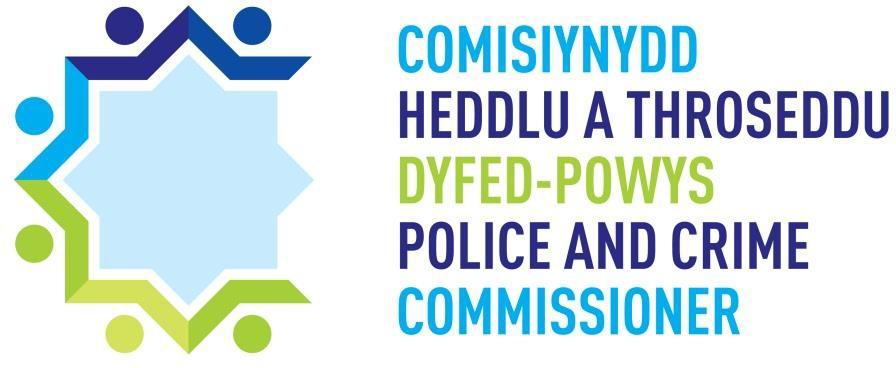 COMISIYNYDD
HEDDLU A THROSEDDU
DYFED-POWYS
POLICE AND CRIME
COMMISSIONER